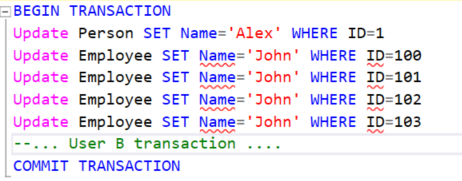 BEGIN TRANSACTION
Update Person SET Name='Alex' WHERE ID=1
Update Employee SET Name='John' WHERE ID=100
Update Employee SET Name='John' WHERE ID=101
Update Employee SET Name='John' WHERE ID=102
Update Employee SET Name='John' WHERE ID=103
--... User B transaction ....
COMMIT TRANSACTION